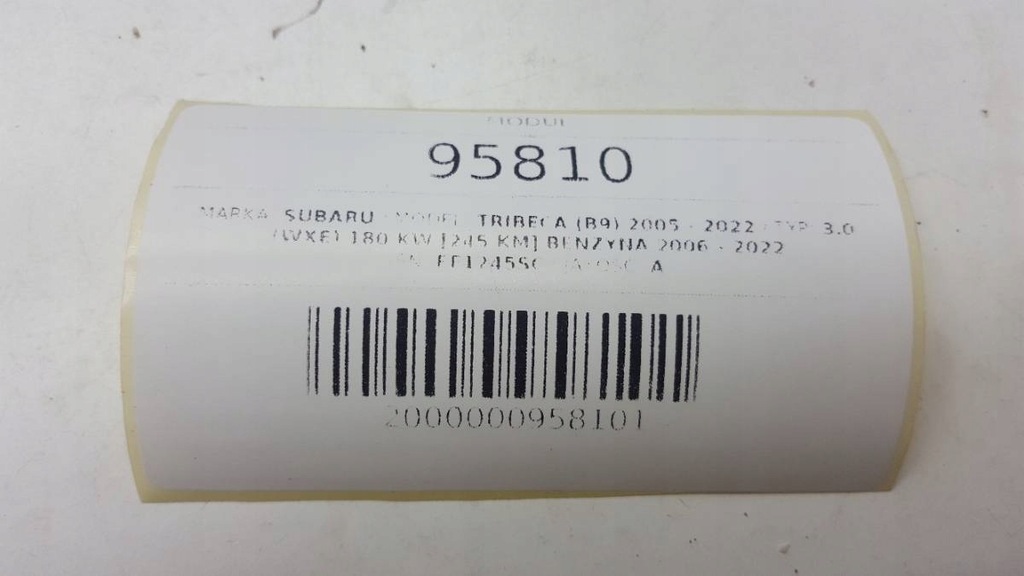 MODUŁ
95810
MARKA: SUBARU MODEL: TRIBECA (B9) 2005 - 2022 TYP: 3.0
(WXE) 180 KW [245 KM] BENZYNA 2006 - 2022
A
2000000958101